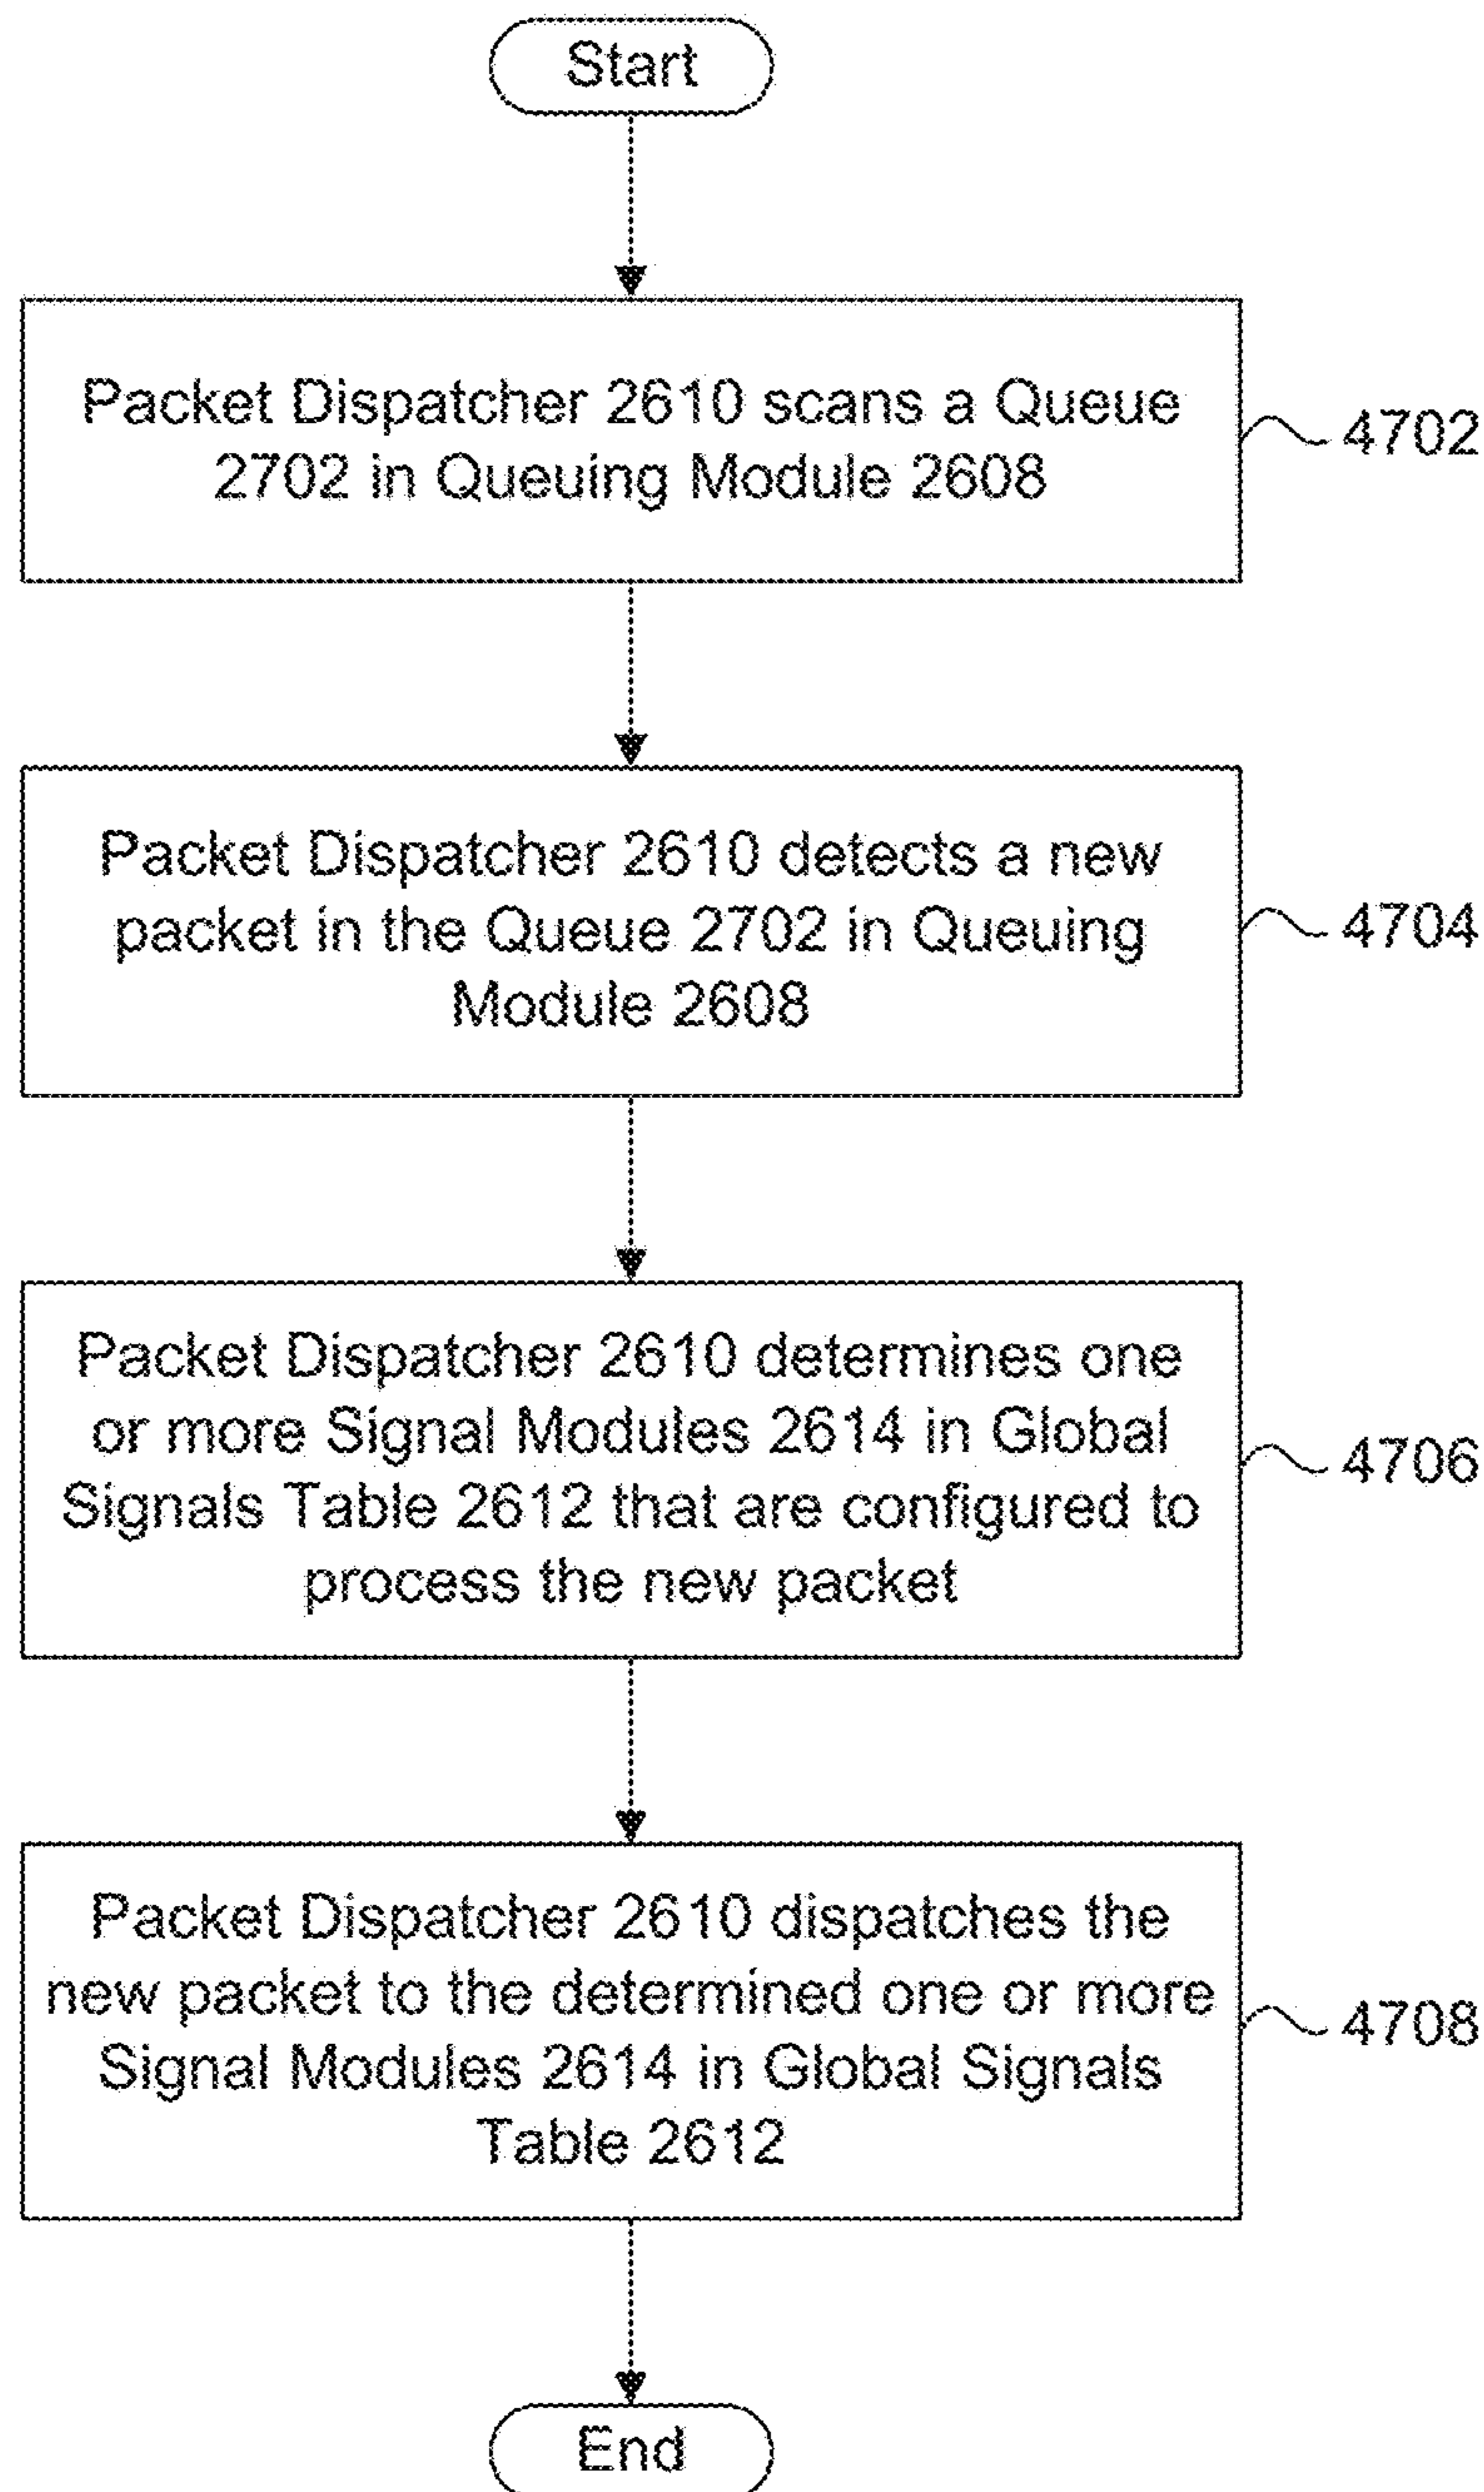 Start
Packet Dispatcher 2610 scans a Queue
2702 in Queuing Module 2608
4702
Packet Dispatcher 2610 detects a new
packet in the Queue 2702 in Queuing
Module 2608
4704
Packet Dispatcher 2610 determines one
or more Signal Modules 2614 in Global
Signals Table 2612 that are configured to
process the new packet
4706
Packet Dispatcher 2610 dispatches the
new packet to the determined one or more
Signal Modules 2614 in Global Signals
Table 2612
4708
End